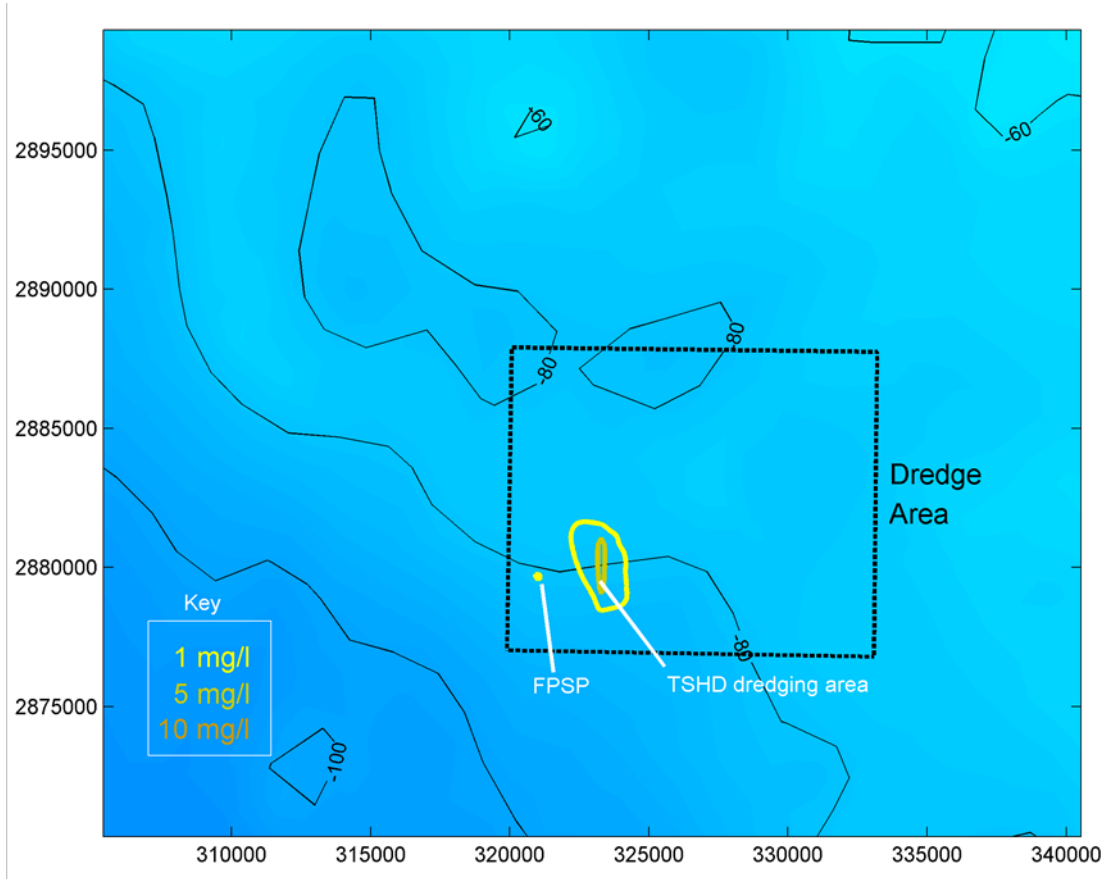 2895000
2890000
2885000
2880000
2875000
-60
-60
-80
-80
-80
-100
Dredge
Area
Key
1 mg/l
5 mg/l
10 mg/l
FPSP
TSHD dredging area
310000
315000
320000
325000
330000
335000
340000